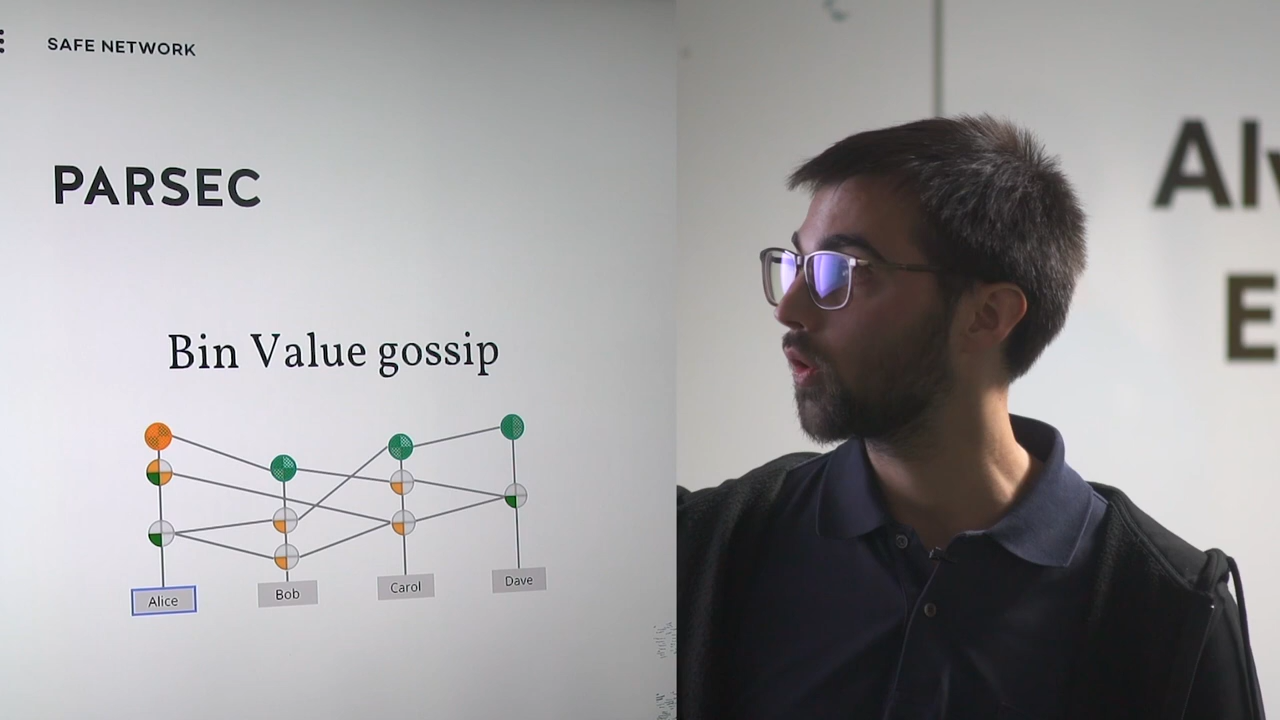 SAFE NETWORK
PARSEC
Bin Value gossip
Alice
Bob
Carol
Dave